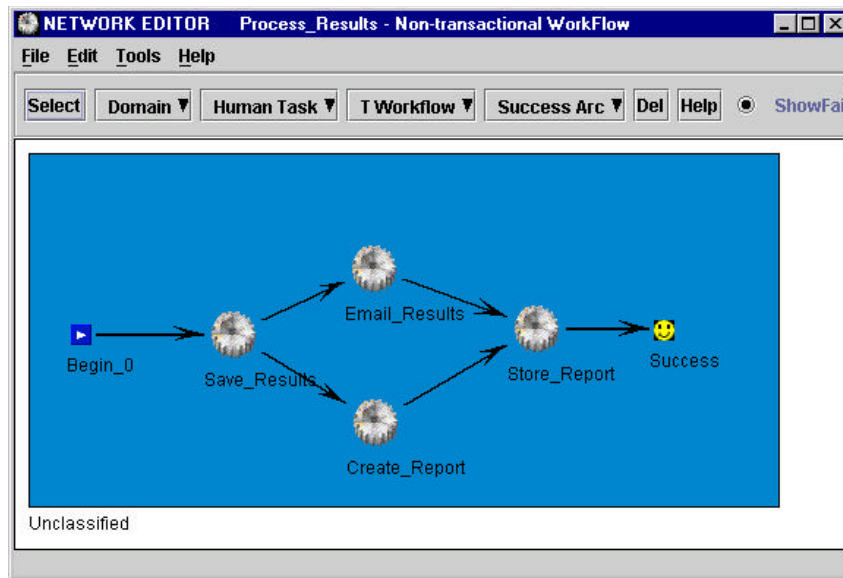 NETWORK EDITOR Process_Results - Non-transactional WorkFlow
File Edit Tools Help
Select Domain Human Task T Workflow Success Arc Del Help ShowFai
Email_Results
Begin_0
Save_Results
Store_Report
Success
Create_Report
Unclassified